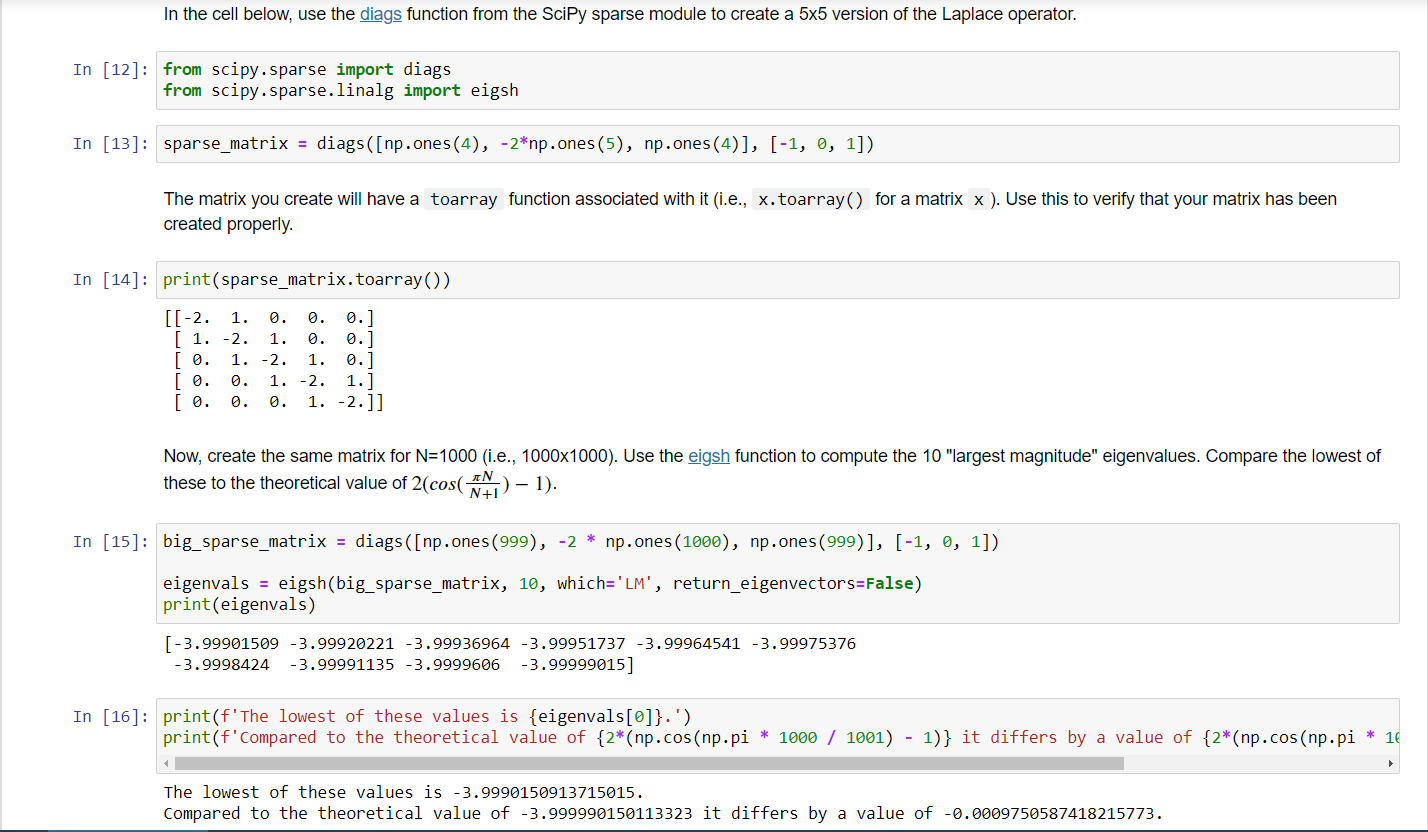 In the cell below, use the diags function from the SciPy sparse module to create a 5x5 version of the Laplace operator.
In [12]: from scipy.sparse import diags
from scipy.sparse.linalg import eigsh
In [13]: sparse_matrix = diags([np.ones(4), -2*np.ones(5), np.ones(4)], [-1, 0, 1])
The matrix you create will have a toarray function associated with it (i.e., x.toarray() for a matrix x ). Use this to verify that your matrix has been
created properly.
In [14]: print(sparse_matrix.toarray())
[[-2.  1.  0.  0.  0.]
 [ 1. -2.  1.  0.  0.]
 [ 0.  1. -2.  1.  0.]
 [ 0.  0.  1. -2.  1.]
 [ 0.  0.  0.  1. -2.]]
Now, create the same matrix for N=1000 (i.e., 1000x1000). Use the eigsh function to compute the 10 "largest magnitude" eigenvalues. Compare the lowest of
these to the theoretical value of 2(cos(πN/N+1) − 1).
In [15]: big_sparse_matrix = diags([np.ones(999), -2 * np.ones(1000), np.ones(999)], [-1, 0, 1])
eigenvals = eigsh(big_sparse_matrix, 10, which='LM', return_eigenvectors=False)
print(eigenvals)
[-3.99901509 -3.99920221 -3.99936964 -3.99951737 -3.99964541 -3.99975376
 -3.9998424  -3.99991135 -3.9999606  -3.99999015]
In [16]: print(f'The lowest of these values is {eigenvals[0]}.')
print(f'Compared to the theoretical value of {2*(np.cos(np.pi * 1000 / 1001) - 1)} it differs by a value of {2*(np.cos(np.pi * 10
The lowest of these values is -3.9990150913715015.
Compared to the theoretical value of -3.999990150113323 it differs by a value of -0.0009750587418215773.